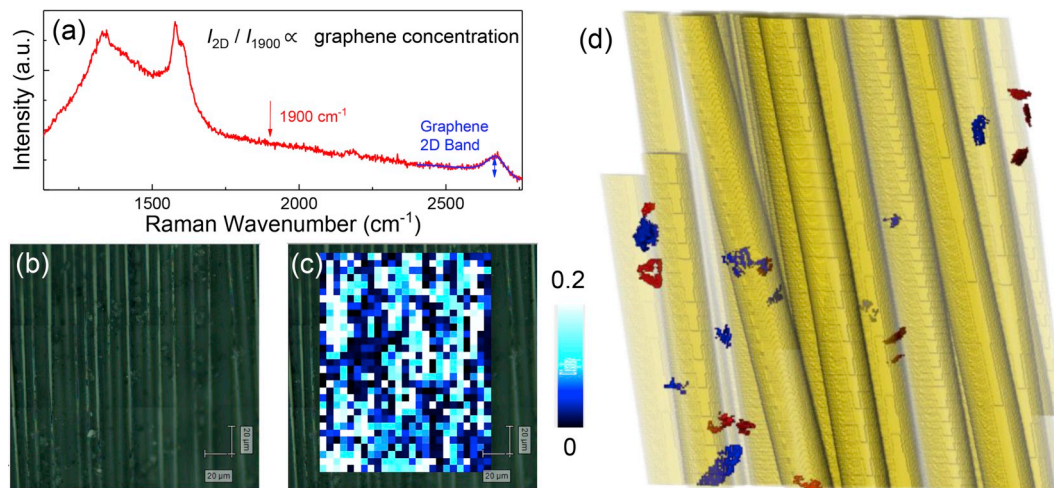 (a)
I2D / I1900 ∝ graphene concentration
Intensity (a.u.)
1900 cm-1
Graphene
2D Band
1500
2000
2500
Raman Wavenumber (cm-1)
(b)
20 µm
20 µm
(c)
20 µm
20 µm
0.2
0
(d)